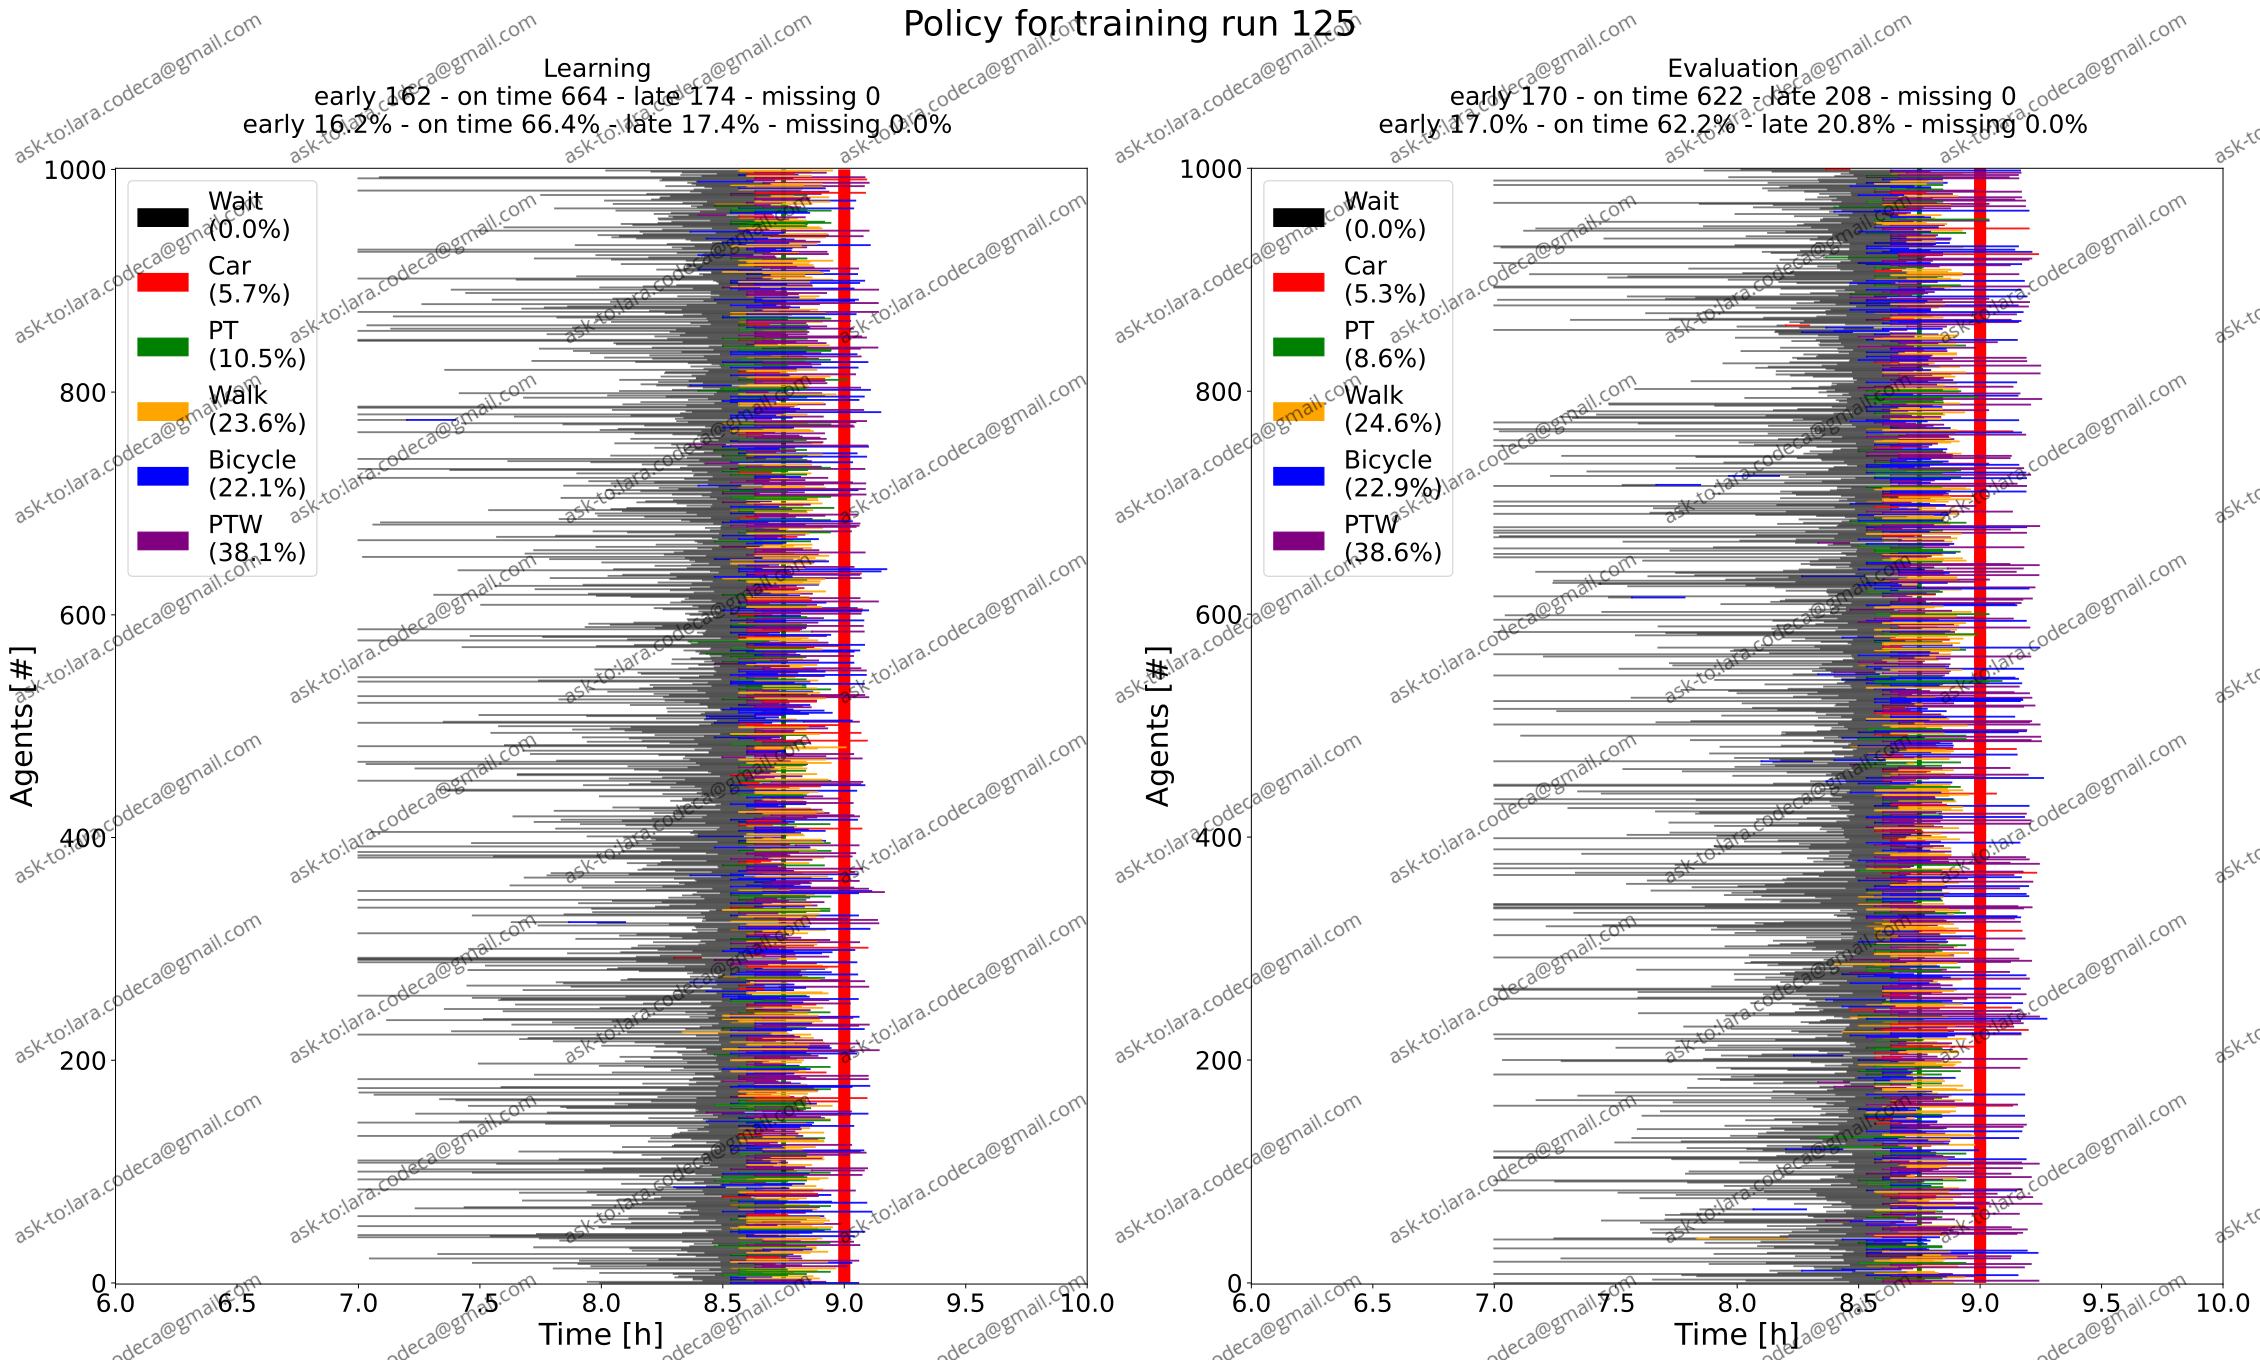 Policy for training run 125
Learning
early 162 - on time 664 - late 174 - missing 0
early 16.2% - on time 66.4% - late 17.4% - missing 0.0%
Agents [#]
1000
800
600
400
200
0
Wait
(0.0%)
Car
(5.7%)
PT
(10.5%)
Walk
(23.6%)
Bicycle
(22.1%)
PTW
(38.1%)
6.0 6.5 7.0 7.5 8.0 8.5 9.0 9.5 10.0
Time [h]
Evaluation
early 170 - on time 622 - late 208 - missing 0
early 17.0% - on time 62.2% - late 20.8% - missing 0.0%
Agents [#]
1000
800
600
400
200
0
Wait
(0.0%)
Car
(5.3%)
PT
(8.6%)
Walk
(24.6%)
Bicycle
(22.9%)
PTW
(38.6%)
6.0 6.5 7.0 7.5 8.0 8.5 9.0 9.5 10.0
Time [h]
ask-to:lara.codeca@gmail.com